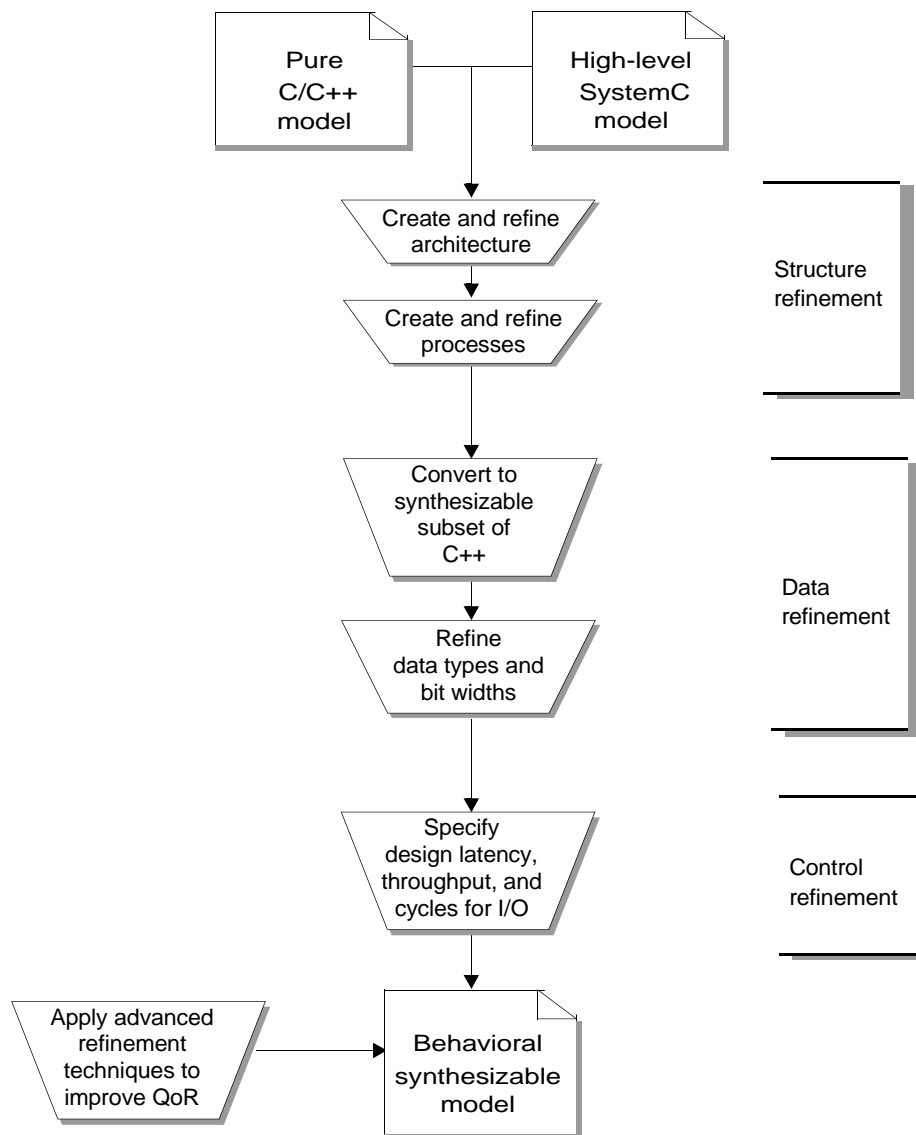 Pure
C/C++
model
High-level
SystemC
model
Create and refine
architecture
Structure
refinement
Create and refine
processes
Convert to
synthesizable
subset of
C++
Data
refinement
Refine
data types and
bit widths
Specify
design latency,
throughput, and
cycles for I/O
Control
refinement
Apply advanced
refinement
techniques to
improve QoR
Behavioral
synthesizable
model